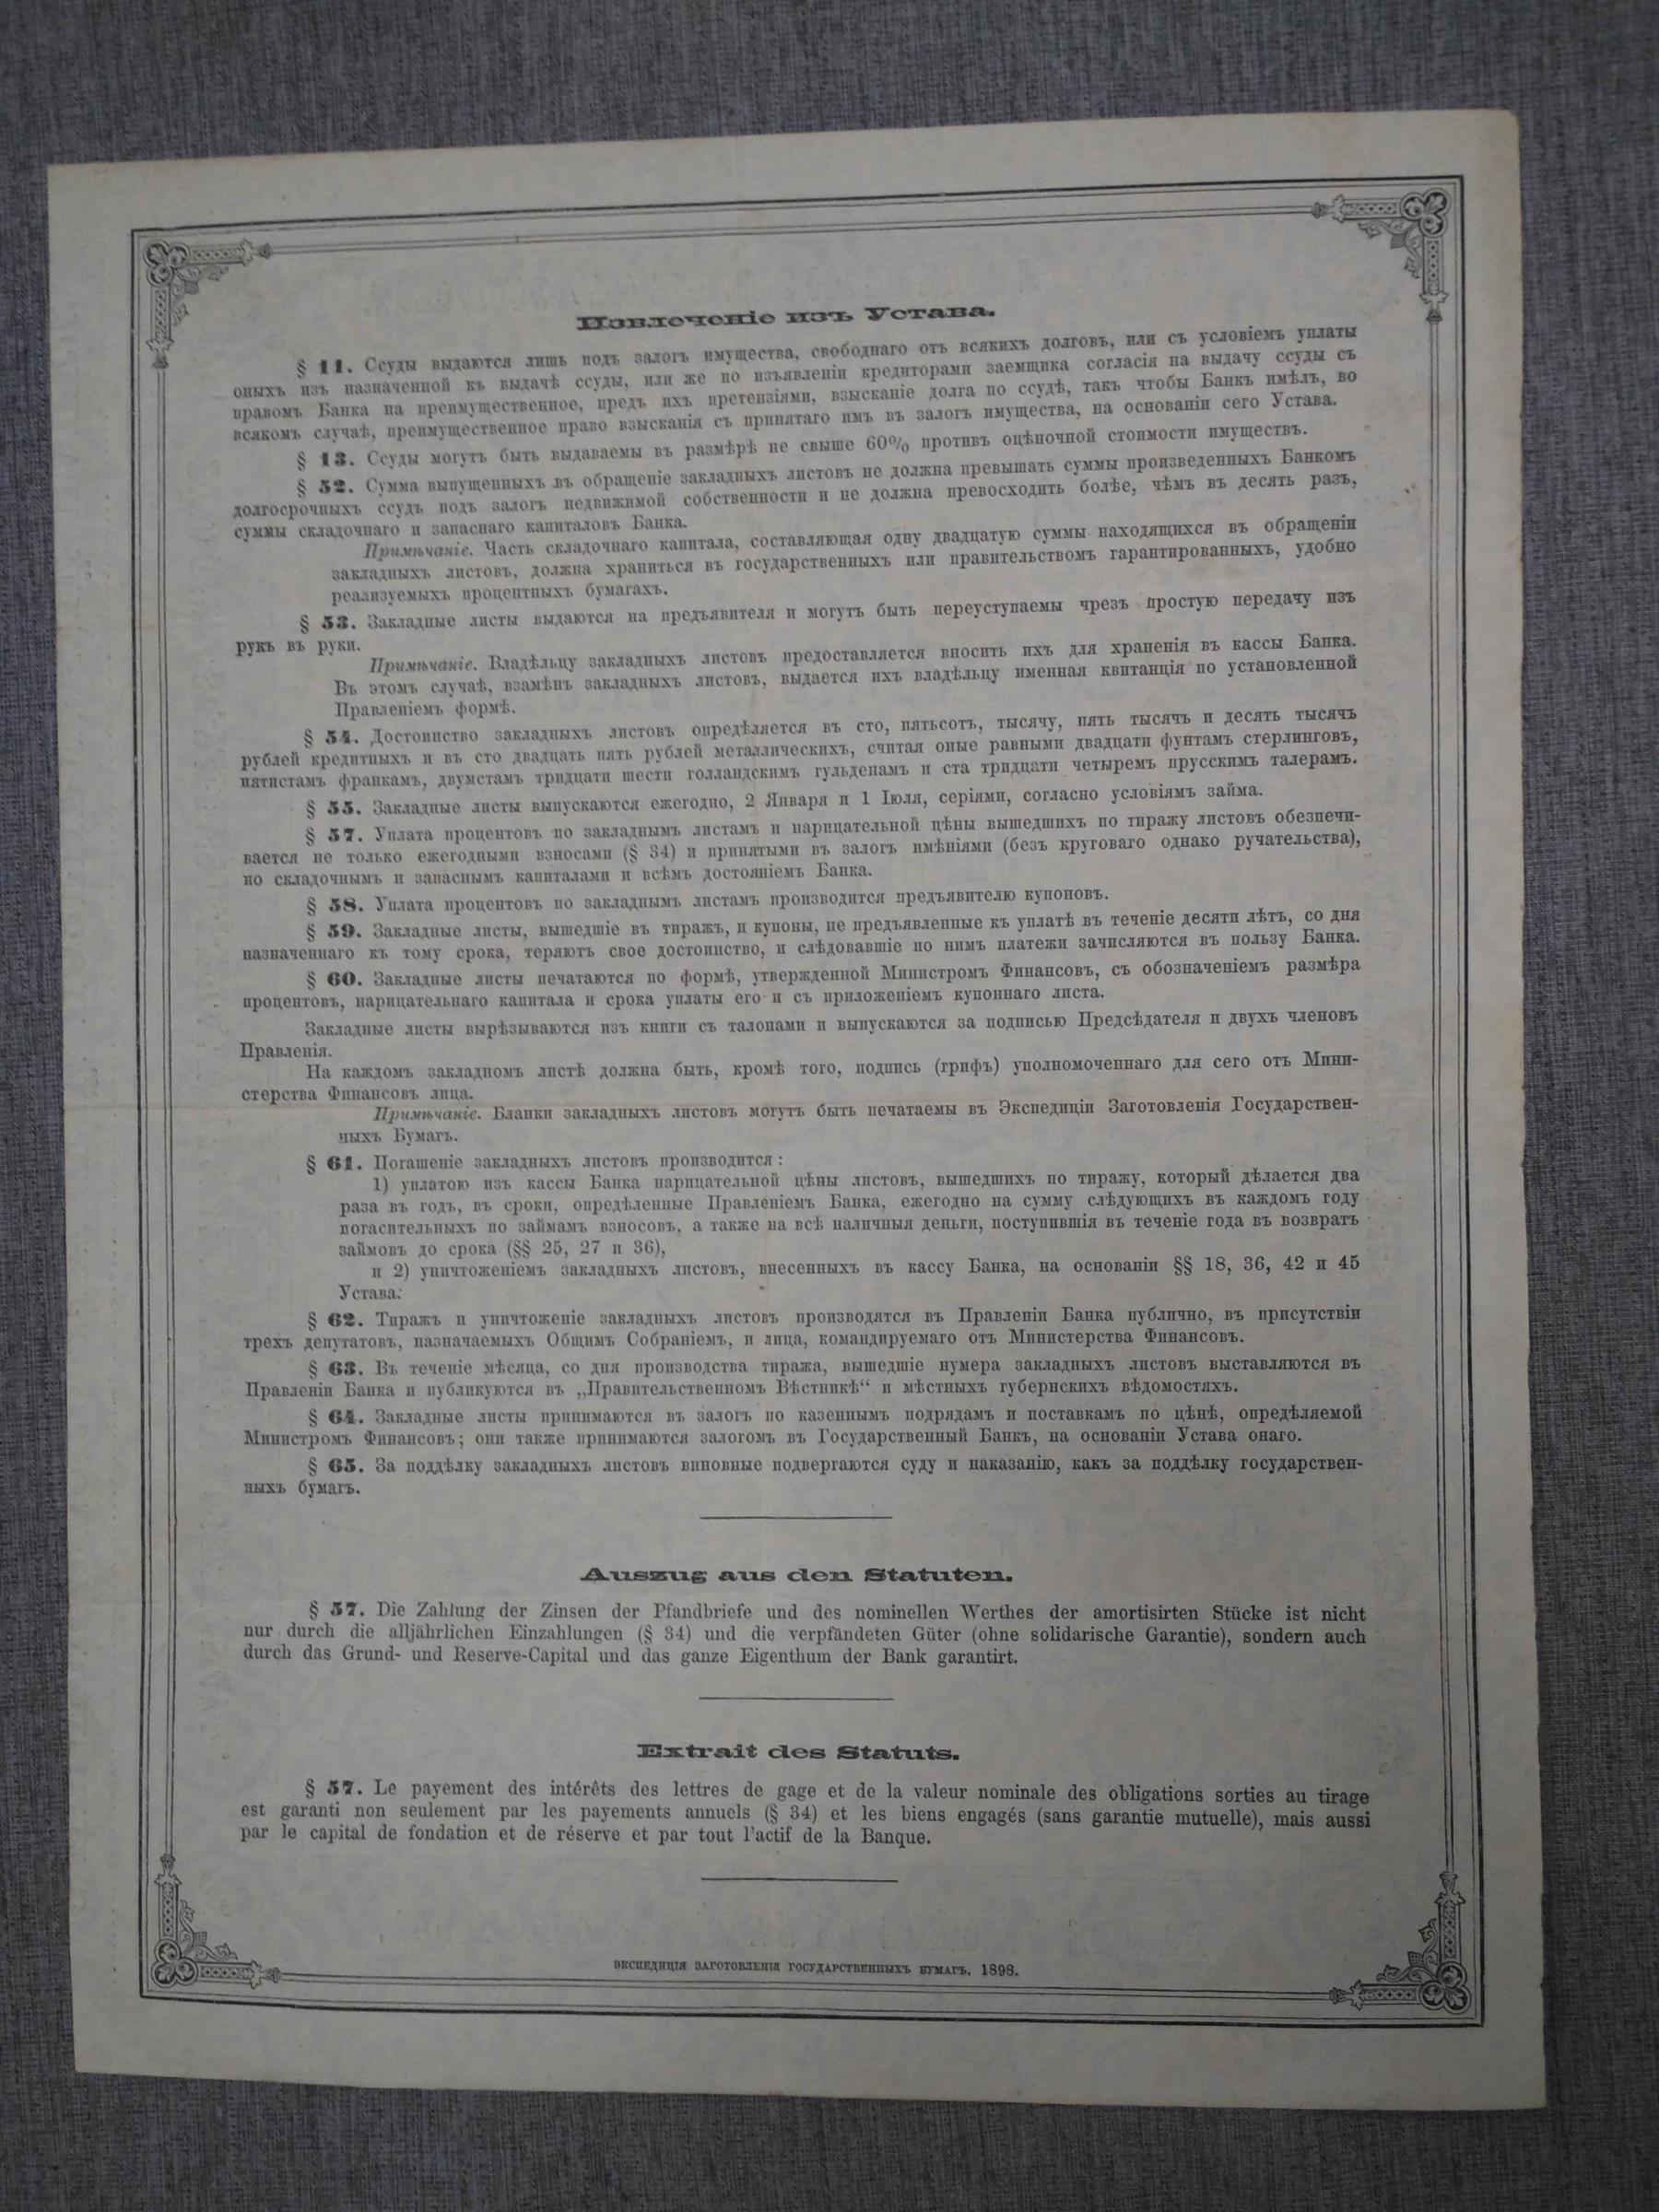 Извлеченіе изъ Устава.
§ 11. Ссуды выдаются лишь подъ залогъ имущества, свободнаго отъ всякихъ долговъ, или съ условіемъ уплаты
оныхъ изъ назначенной къ выдачѣ ссуды, или же по изъявленіи кредиторами заемщика согласія на выдачу ссуды съ
правомъ Банка на преимущественное, предъ ихъ претензіями, взысканіе долга по ссудѣ, такъ чтобы Банкъ имѣлъ, во
всякомъ случаѣ, преимущественное право взысканія съ принятаго имъ въ залогъ имущества, на основаніи сего Устава.
§ 13. Ссуды могутъ быть выдаваемы въ размѣрѣ не свыше 60% противъ оцѣночной стоимости имуществъ.
§ 52. Сумма выпущенныхъ въ обращеніе закладныхъ листовъ не должна превышать суммы произведенныхъ Банкомъ
долгосрочныхъ ссудъ подъ залогъ недвижимой собственности и не должна превосходить болѣе, чѣмъ въ десять разъ,
суммы складочнаго и запаснаго капиталовъ Банка.
Примѣчаніе. Часть складочнаго капитала, составляющая одну двадцатую суммы находящихся въ обращеніи
закладныхъ листовъ, должна храниться въ государственныхъ или правительствомъ гарантированныхъ, удобно
реализуемыхъ процентныхъ бумагахъ.
§ 53. Закладные листы выдаются на предъявителя и могутъ быть переуступаемы чрезъ простую передачу изъ
рукъ въ руки.
Примѣчаніе. Владѣльцу закладныхъ листовъ предоставляется вносить ихъ для храненія въ кассы Банка.
Въ этомъ случаѣ, взамѣнъ закладныхъ листовъ, выдается ихъ владѣльцу именная квитанція по установленной
Правленіемъ формѣ.
§ 54. Достоинство закладныхъ листовъ опредѣляется въ сто, пятьсотъ, тысячу, пять тысячъ и десять тысячъ
рублей кредитныхъ и въ сто двадцать пять рублей металлическихъ, считая оные равными двадцати фунтамъ стерлинговъ,
пятистамъ франкамъ, двумстамъ тридцати шести голландскимъ гульденамъ и ста тридцати четыремъ прусскимъ талерамъ.
§ 55. Закладные листы выпускаются ежегодно, 2 Января и 1 Іюля, серіями, согласно условіямъ займа.
§ 57. Уплата процентовъ по закладнымъ листамъ и нарицательной цѣны вышедшихъ по тиражу листовъ обезпечи-
вается не только ежегодными взносами (§ 34) и принятыми въ залогъ имѣніями (безъ круговаго однако ручательства),
но складочнымъ и запаснымъ капиталами и всѣмъ достояніемъ Банка.
§ 58. Уплата процентовъ по закладнымъ листамъ производится предъявителю купоновъ.
§ 59. Закладные листы, вышедшіе въ тиражъ, и купоны, не предъявленные къ уплатѣ въ теченіе десяти лѣтъ, со дня
назначеннаго къ тому срока, теряютъ свое достоинство, и слѣдовавшіе по нимъ платежи зачисляются въ пользу Банка.
§ 60. Закладные листы печатаются по формѣ, утвержденной Министромъ Финансовъ, съ обозначеніемъ размѣра
процентовъ, нарицательнаго капитала и срока уплаты его и съ приложеніемъ купоннаго листа.
Закладные листы вырѣзываются изъ книги съ талонами и выпускаются за подписью Предсѣдателя и двухъ членовъ
Правленія.
На каждомъ закладномъ листѣ должна быть, кромѣ того, подпись (грифъ) уполномоченнаго для сего отъ Мини-
стерства Финансовъ лица.
Примѣчаніе. Бланки закладныхъ листовъ могутъ быть печатаемы въ Экспедиціи Заготовленія Государствен-
ныхъ Бумагъ.
§ 61. Погашеніе закладныхъ листовъ производится:
1) уплатою изъ кассы Банка нарицательной цѣны листовъ, вышедшихъ по тиражу, который дѣлается два
раза въ годъ, въ сроки, опредѣленные Правленіемъ Банка, ежегодно на сумму слѣдующихъ въ каждомъ году
погасительныхъ по займамъ взносовъ, а также на всѣ наличныя деньги, поступившія въ теченіе года въ возвратъ
займовъ до срока (§§ 25, 27 и 36),
и 2) уничтоженіемъ закладныхъ листовъ, внесенныхъ въ кассу Банка, на основаніи §§ 18, 36, 42 и 45
Устава.
§ 62. Тиражъ и уничтоженіе закладныхъ листовъ производятся въ Правленіи Банка публично, въ присутствіи
трехъ депутатовъ, назначаемыхъ Общимъ Собраніемъ, и лица, командируемаго отъ Министерства Финансовъ.
§ 63. Въ теченіе мѣсяца, со дня производства тиража, вышедшіе нумера закладныхъ листовъ выставляются въ
Правленіи Банка и публикуются въ „Правительственномъ Вѣстникѣ“ и мѣстныхъ губернскихъ вѣдомостяхъ.
§ 64. Закладные листы принимаются въ залогъ по казеннымъ подрядамъ и поставкамъ по цѣнѣ, опредѣляемой
Министромъ Финансовъ; они также принимаются залогомъ въ Государственный Банкъ, на основаніи Устава онаго.
§ 65. За поддѣлку закладныхъ листовъ виновные подвергаются суду и наказанію, какъ за поддѣлку государствен-
ныхъ бумагъ.
Auszug aus den Statuten.
§ 57. Die Zahlung der Zinsen der Pfandbriefe und des nominellen Werthes der amortisirten Stücke ist nicht
nur durch die alljährlichen Einzahlungen (§ 34) und die verpfändeten Güter (ohne solidarische Garantie), sondern auch
durch das Grund- und Reserve-Capital und das ganze Eigenthum der Bank garantirt.
Extrait des Statuts.
§ 57. Le payement des intérêts des lettres de gage et de la valeur nominale des obligations sorties au tirage
est garanti non seulement par les payements annuels (§ 34) et les biens engagés (sans garantie mutuelle), mais aussi
par le capital de fondation et de réserve et par tout l'actif de la Banque.
ЭКСПЕДИЦІЯ ЗАГОТОВЛЕНІЯ ГОСУДАРСТВЕННЫХЪ БУМАГЪ. 1898.